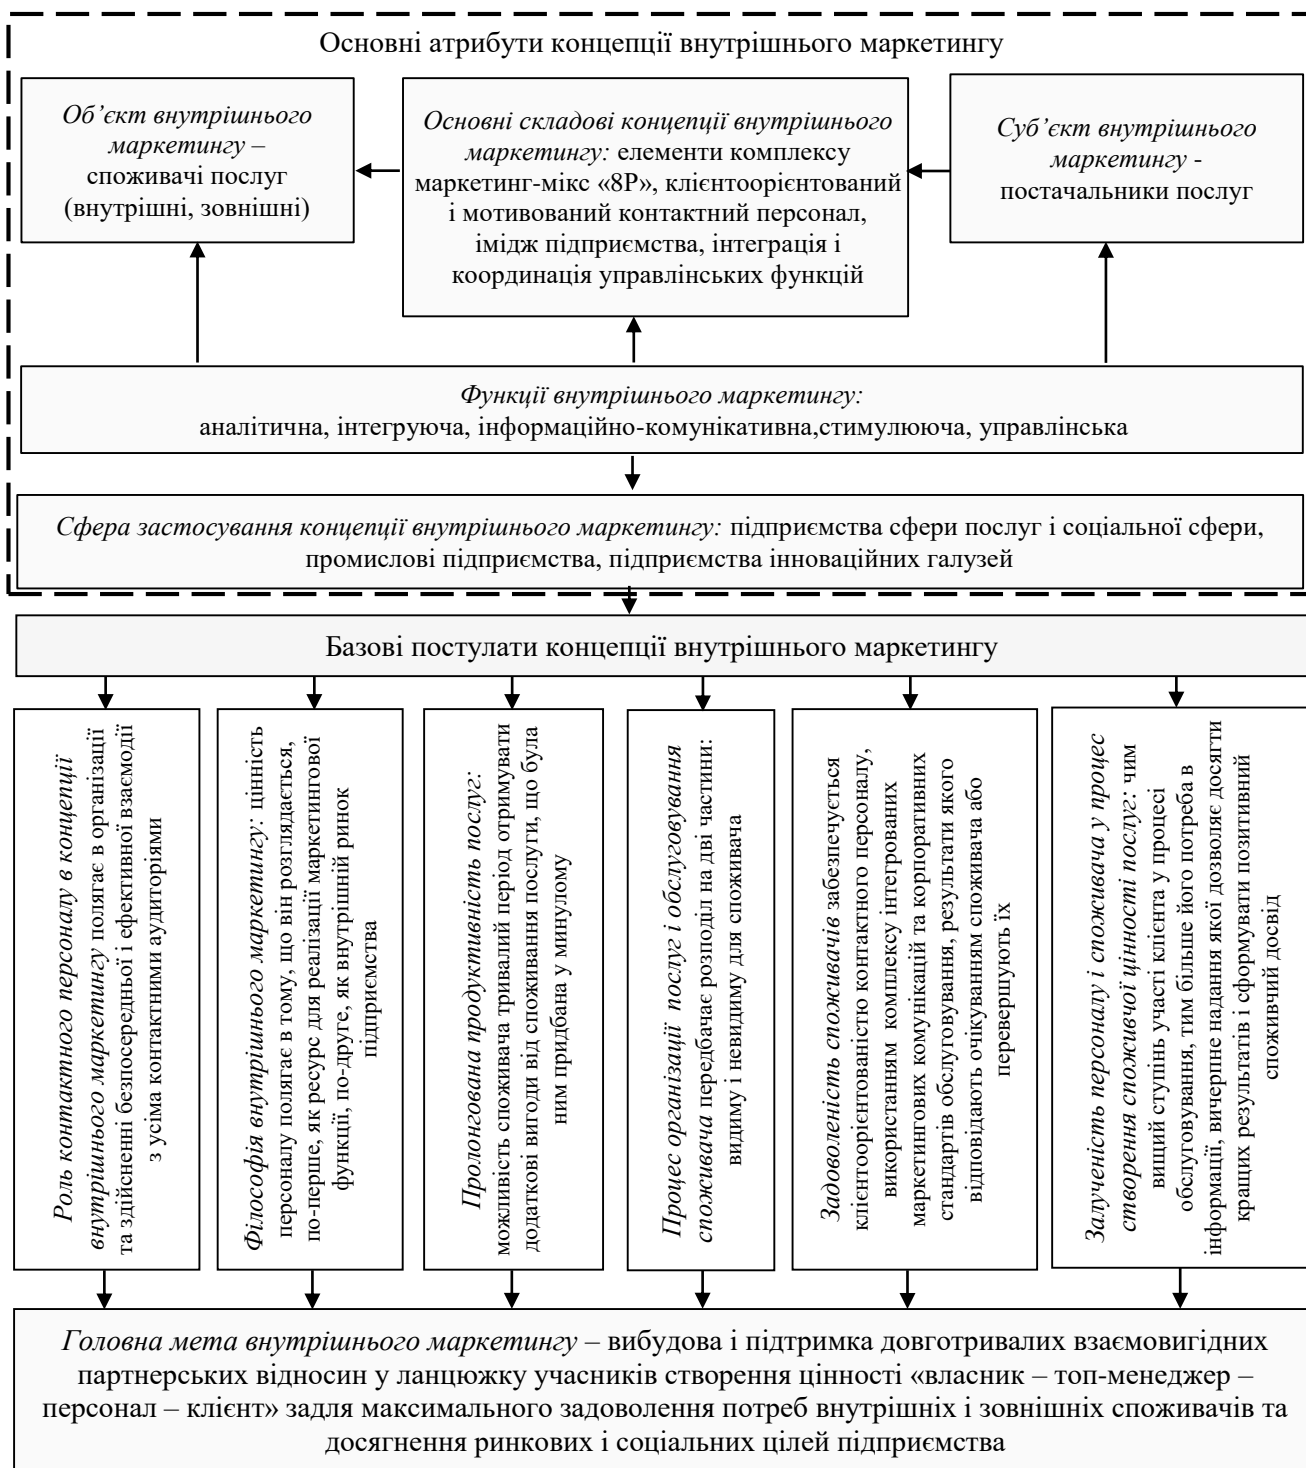 Основні атрибути концепції внутрішнього маркетингу
Об’єкт внутрішнього
маркетингу –
споживачі послуг
(внутрішні, зовнішні)
Основні складові концепції внутрішнього
маркетингу: елементи комплексу
маркетинг-мікс «8Р», клієнтоорієнтований
і мотивований контактний персонал,
імідж підприємства, інтеграція і
координація управлінських функцій
Суб’єкт внутрішнього
маркетингу -
постачальники послуг
Функції внутрішнього маркетингу:
аналітична, інтегруюча, інформаційно-комунікативна,стимулююча, управлінська
Сфера застосування концепції внутрішнього маркетингу: підприємства сфери послуг і соціальної сфери,
промислові підприємства, підприємства інноваційних галузей
Базові постулати концепції внутрішнього маркетингу
Роль контактного персоналу в концепції
внутрішнього маркетингу полягає в організації
та здійсненні безпосередньої і ефективної взаємодії
з усіма контактними аудиторіями
Філософія внутрішнього маркетингу: цінність
персоналу полягає в тому, що він розглядається,
по-перше, як ресурс для реалізації маркетингової
функції, по-друге, як внутрішній ринок
підприємства
Пролонгована продуктивність послуг:
можливість споживача тривалий період отримувати
додаткові вигоди від споживання послуги, що була
ним придбана у минулому
Процес організації послуг і обслуговування
споживача передбачає розподіл на дві частини:
видиму і невидиму для споживача
Задоволеність споживачів забезпечується
клієнтоорієнтованістю контактного персоналу,
використанням комплексу інтегрованих
маркетингових комунікацій та корпоративних
стандартів обслуговування, результати якого
відповідають очікуванням споживача або
перевершують їх
Залученість персоналу і споживача у процес
створення споживчої цінності послуг: чим
вищий ступінь участі клієнта у процесі
обслуговування, тим більше його потреба в
інформації, вичерпне надання якої дозволяє досягти
кращих результатів і сформувати позитивний
споживчий досвід
Головна мета внутрішнього маркетингу – вибудова і підтримка довготривалих взаємовигідних
партнерських відносин у ланцюжку учасників створення цінності «власник – топ-менеджер –
персонал – клієнт» задля максимального задоволення потреб внутрішніх і зовнішніх споживачів та
досягнення ринкових і соціальних цілей підприємства